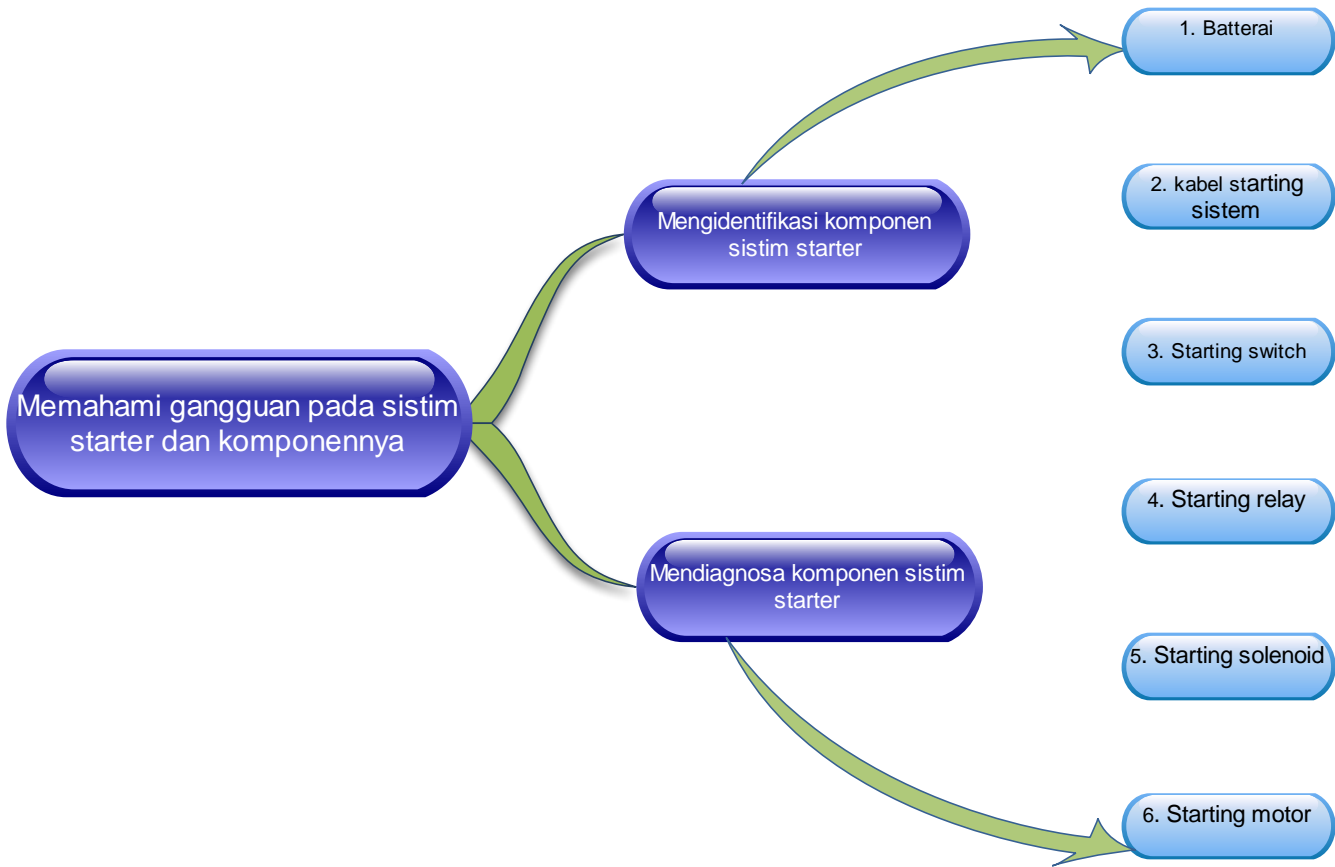 Memahami gangguan pada sistim
starter dan komponennya
Mengidentifikasi komponen
sistim starter
Mendiagnosa komponen sistim
starter
1. Batterai
2. kabel starting
sistem
3. Starting switch
4. Starting relay
5. Starting solenoid
6. Starting motor